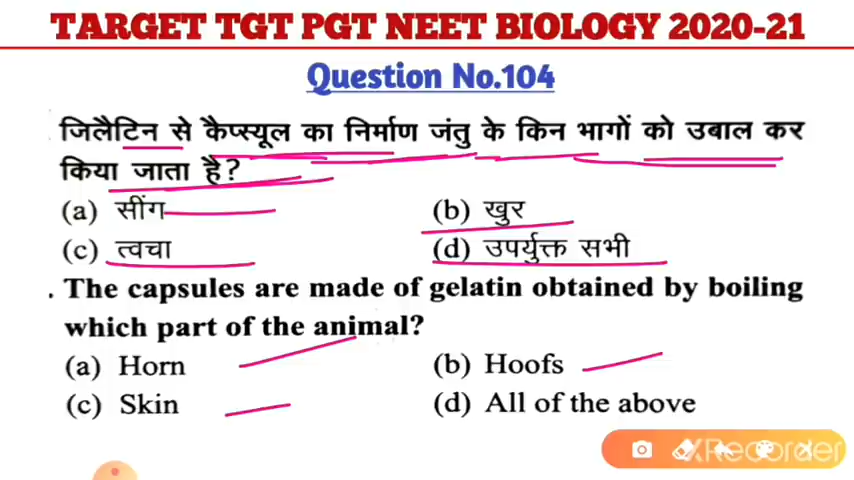 TARGET TGT PGT NEET BIOLOGY 2020-21
Question No.104
जिलैटिन से कैप्स्यूल का निर्माण जंतु के किन भागों को उबाल कर
किया जाता है?
(a) सींग (b) खुर
(c) त्वचा (d) उपर्युक्त सभी
. The capsules are made of gelatin obtained by boiling
which part of the animal?
(a) Horn (b) Hoofs
(c) Skin (d) All of the above
XRecorder